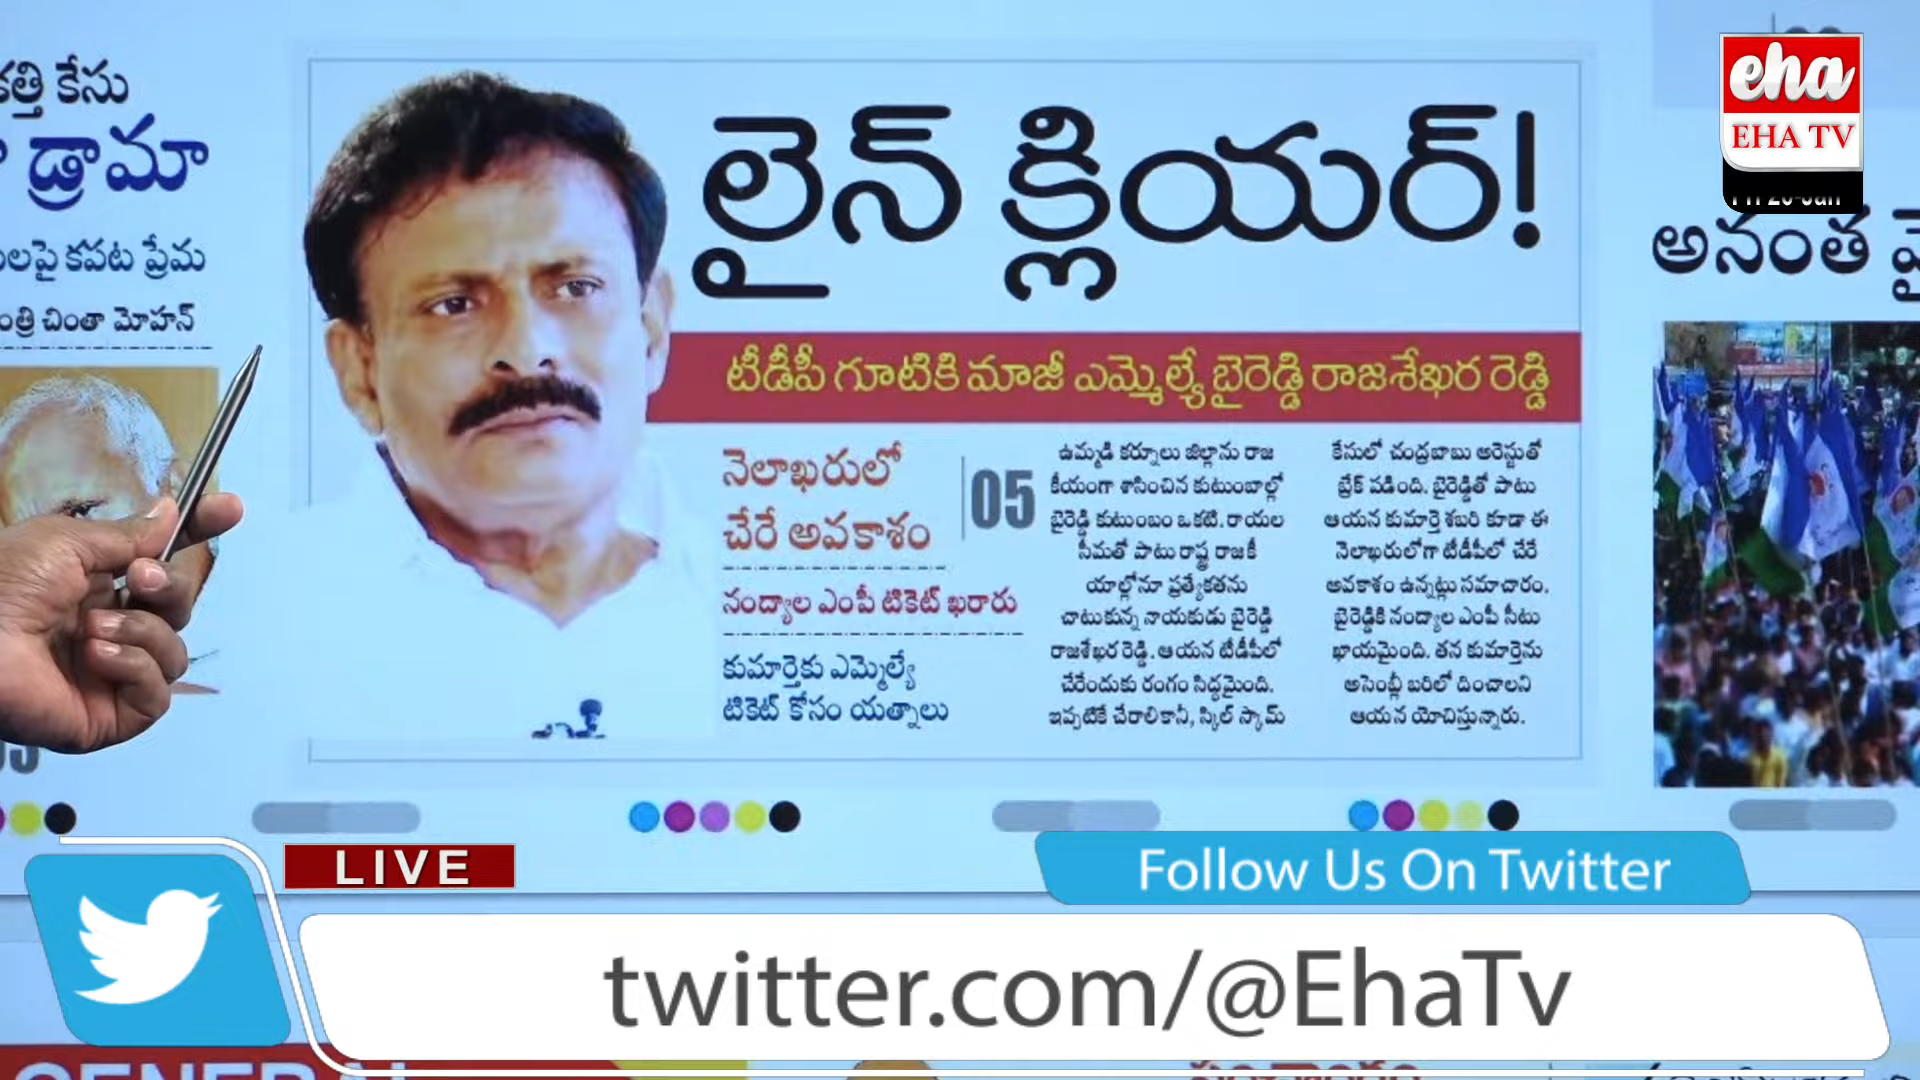 కత్తి కేసు
డ్రామా
లపై కపట ప్రేమ
చింతా మోహన్
లైన్ క్లియర్!
టీడీపీ గూటికి మాజీ ఎమ్మెల్యే బైరెడ్డి రాజశేఖర రెడ్డి
నెలాఖరులో
చేరే అవకాశం
05
నంద్యాల ఎంపీ టికెట్ ఖరారు
కుమార్తెకు ఎమ్మెల్యే
టికెట్ కోసం యత్నాలు
ఉమ్మడి కర్నూలు జిల్లాను రాజ
కీయంగా శాసించిన కుటుంబాల్లో
బైరెడ్డి కుటుంబం ఒకటి. రాయల
సీమతో పాటు రాష్ట్ర రాజకీ
యాల్లోనూ ప్రత్యేకతను
చాటుకున్న నాయకుడు బైరెడ్డి
రాజశేఖర రెడ్డి. ఆయన టీడీపీలో
చేరేందుకు రంగం సిద్ధమైంది.
ఇప్పటికే చేరాలికానీ, స్కిల్ స్కామ్
కేసులో చంద్రబాబు అరెస్టుతో
బ్రేక్ పడింది. బైరెడ్డితో పాటు
ఆయన కుమార్తె శబరి కూడా ఈ
నెలాఖరులోగా టీడీపీలో చేరే
అవకాశం ఉన్నట్లు సమాచారం.
బైరెడ్డికి నంద్యాల ఎంపీ సీటు
ఖాయమైంది. తన కుమార్తెను
అసెంబ్లీ బరిలో దించాలని
ఆయన యోచిస్తున్నారు.
eha
EHA TV
అనంత
LIVE
Follow Us On Twitter
twitter.com/@EhaTv
GENERAL